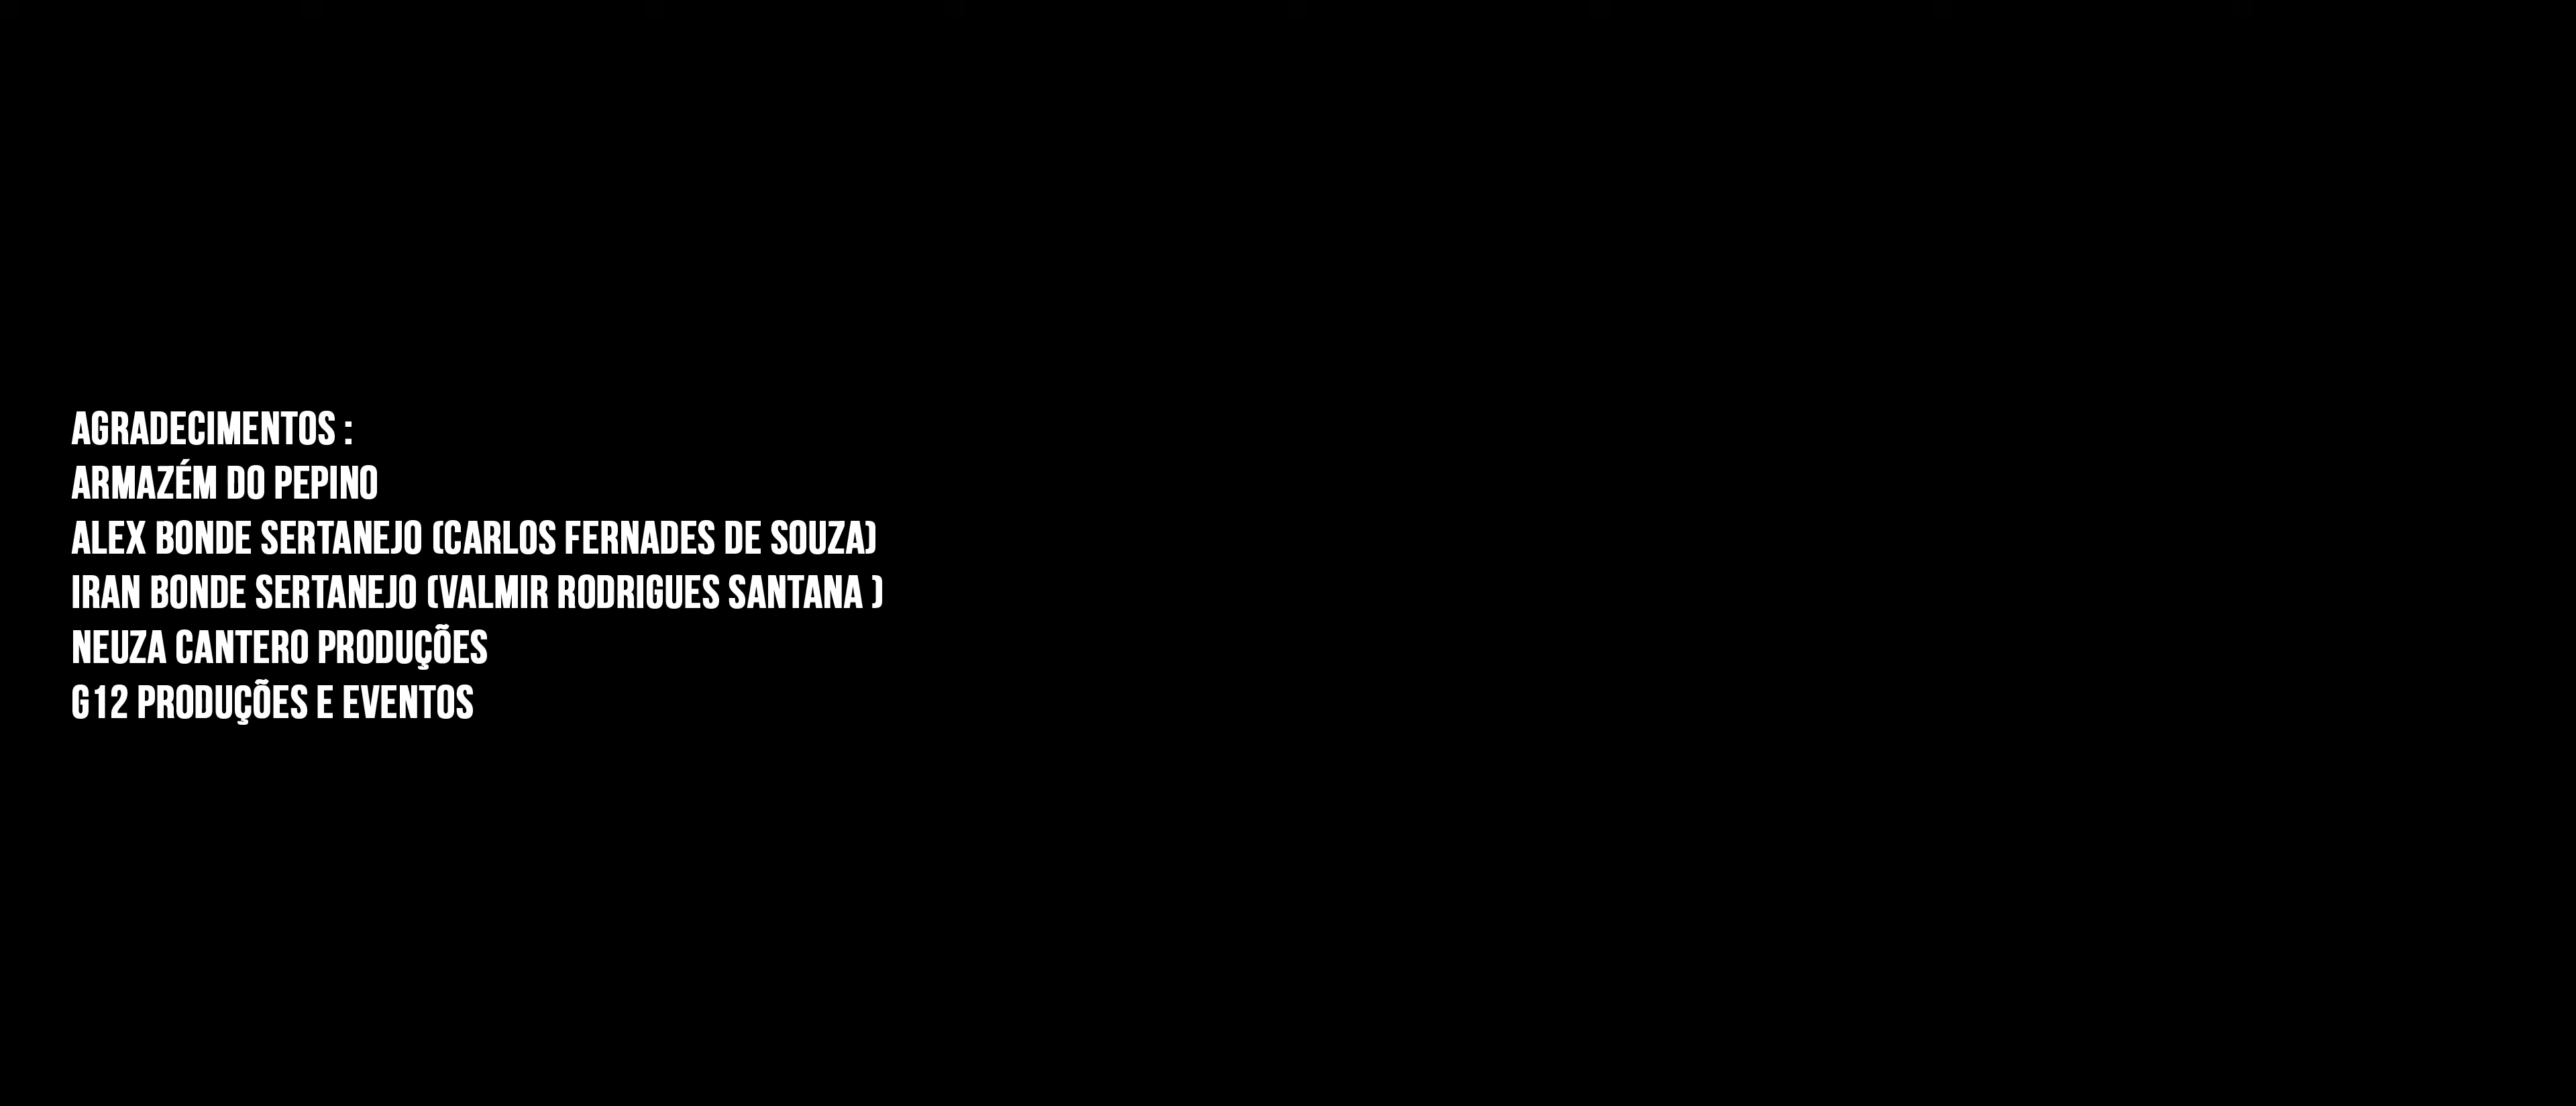 AGRADECIMENTOS :
ARMAZÉM DO PEPINO
ALEX BONDE SERTANEJO (CARLOS FERNADES DE SOUZA)
IRAN BONDE SERTANEJO (VALMIR RODRIGUES SANTANA )
NEUZA CANTERO PRODUÇÕES
G12 PRODUÇÕES E EVENTOS